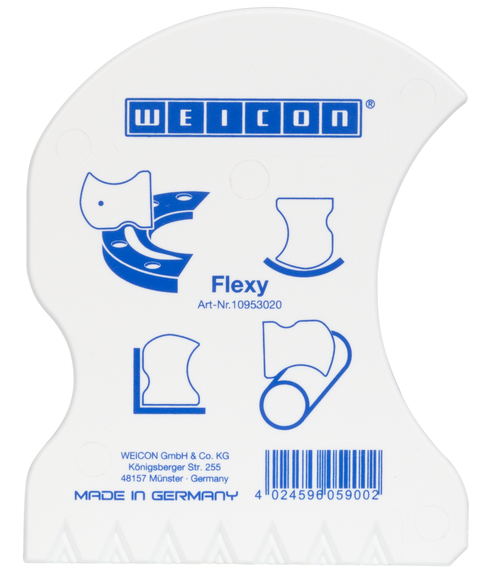 WEICON®
Flexy
Art-Nr.10953020
WEICON GmbH & Co. KG
Königsberger Str. 255
48157 Münster · Germany
MADE IN GERMANY
4 024596 059002